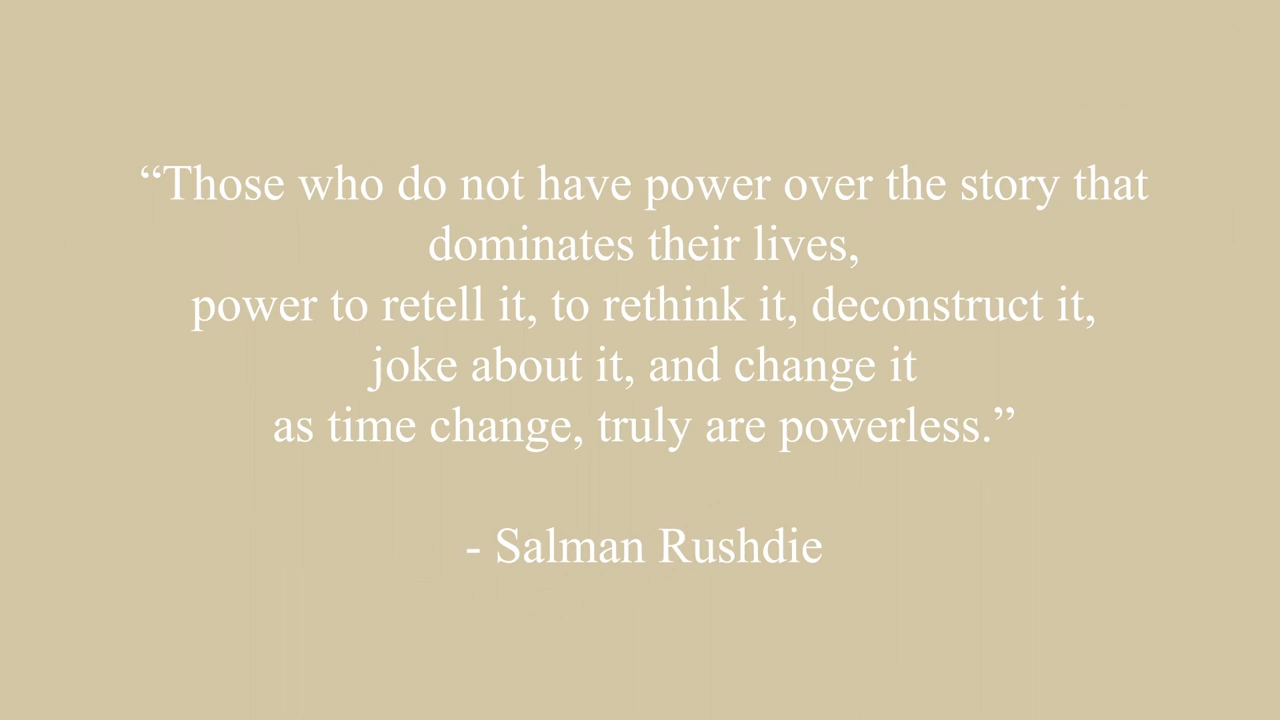 “Those who do not have power over the story that
dominates their lives,
power to retell it, to rethink it, deconstruct it,
joke about it, and change it
as time change, truly are powerless.”
- Salman Rushdie